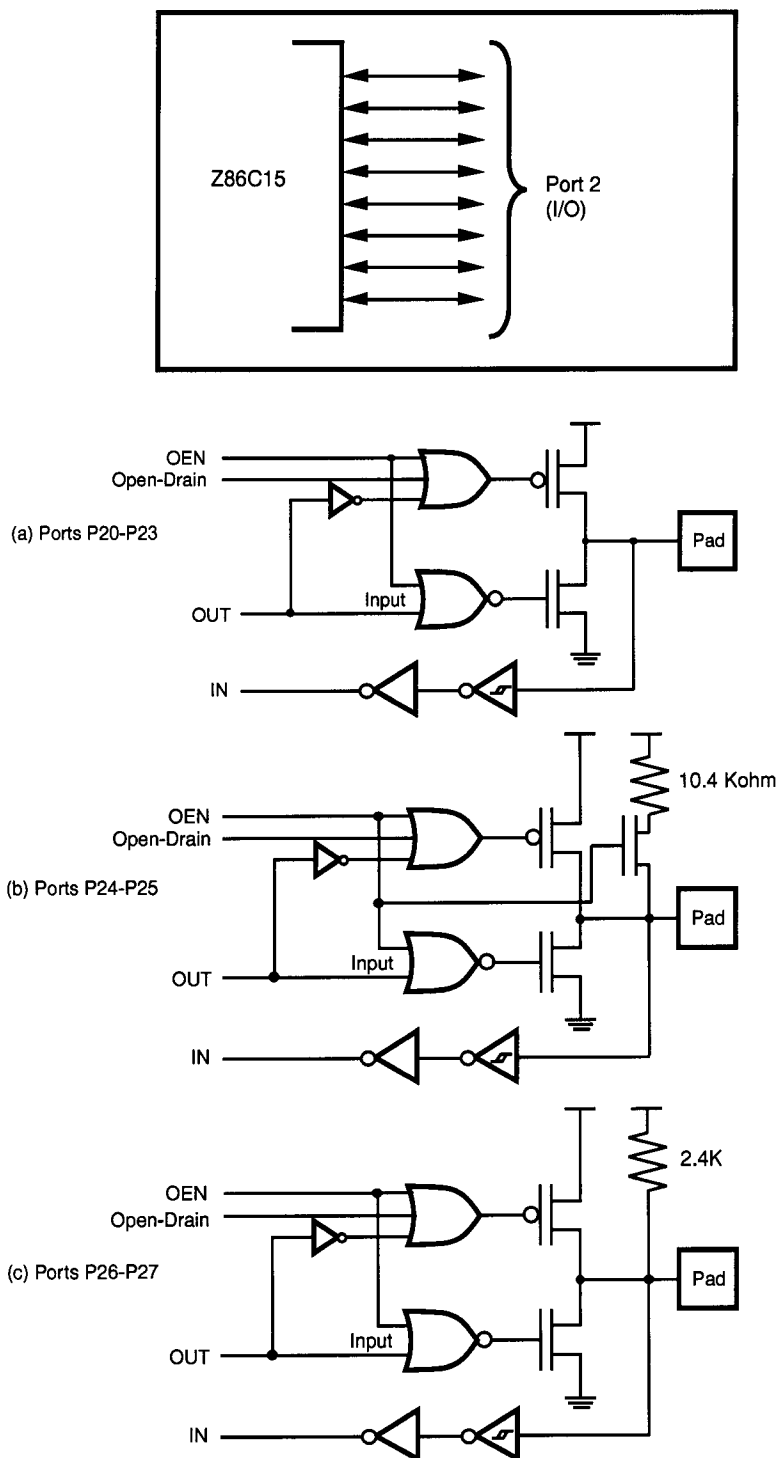 Z86C15
Port 2
(I/O)
OEN
Open-Drain
(a) Ports P20-P23
Pad
Input
OUT
IN
10.4 Kohm
OEN
Open-Drain
(b) Ports P24-P25
Pad
Input
OUT
IN
2.4K
OEN
Open-Drain
(c) Ports P26-P27
Pad
Input
OUT
IN